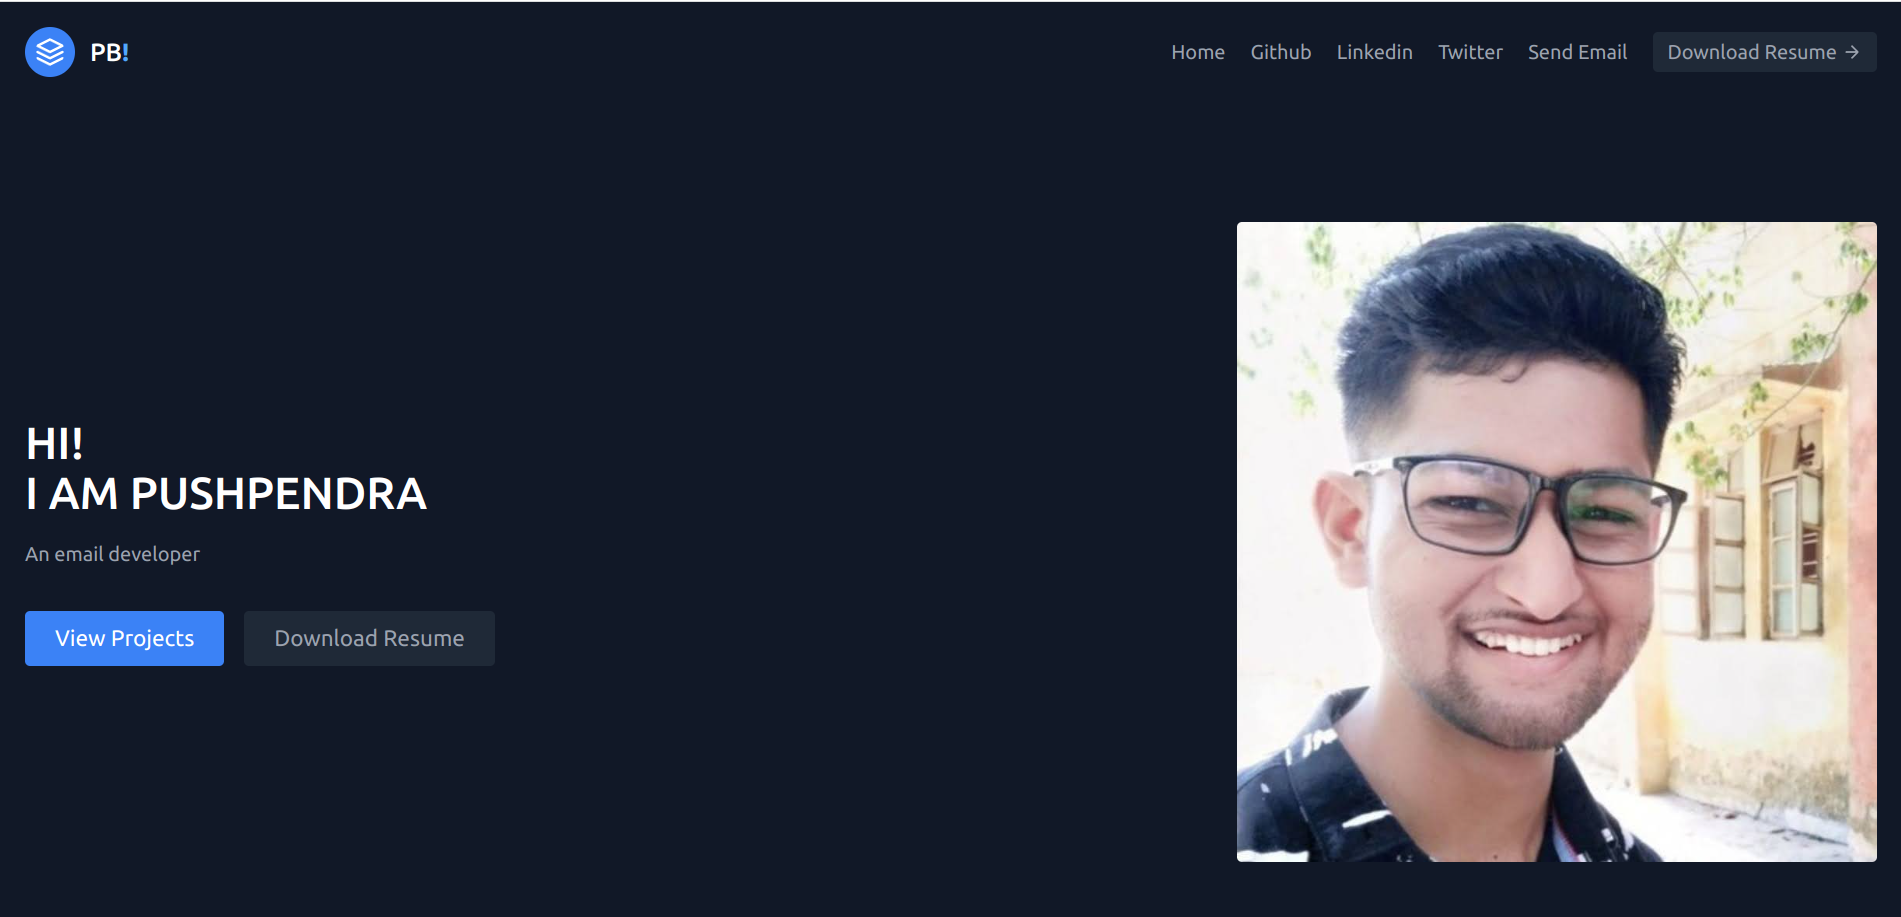 PB!
Home Github Linkedin Twitter Send Email Download Resume →
HI!
I AM PUSHPENDRA
An email developer
View Projects Download Resume